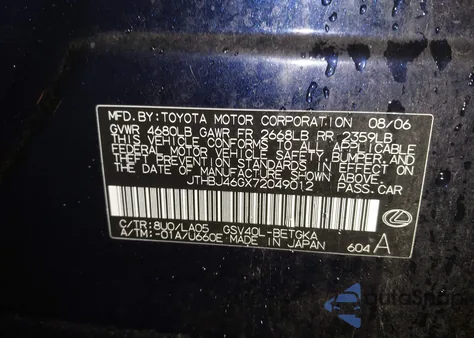 MFD.BY: TOYOTA MOTOR CORPORATION 08/06
GVWR 4680LB GAWR FR 2668LB RR 2359LB
THIS VEHICLE CONFORMS TO ALL APPLICABLE
FEDERAL MOTOR VEHICLE SAFETY, BUMPER, AND
THEFT PREVENTION STANDARDS IN EFFECT ON
THE DATE OF MANUFACTURE SHOWN ABOVE.
JTHBJ46GX72049012 PASS.CAR
C/TR: 8U0/LA05 GSV40L-BETGKA
A/TM: -01A/U660E MADE IN JAPAN 604 A
AutoSnap